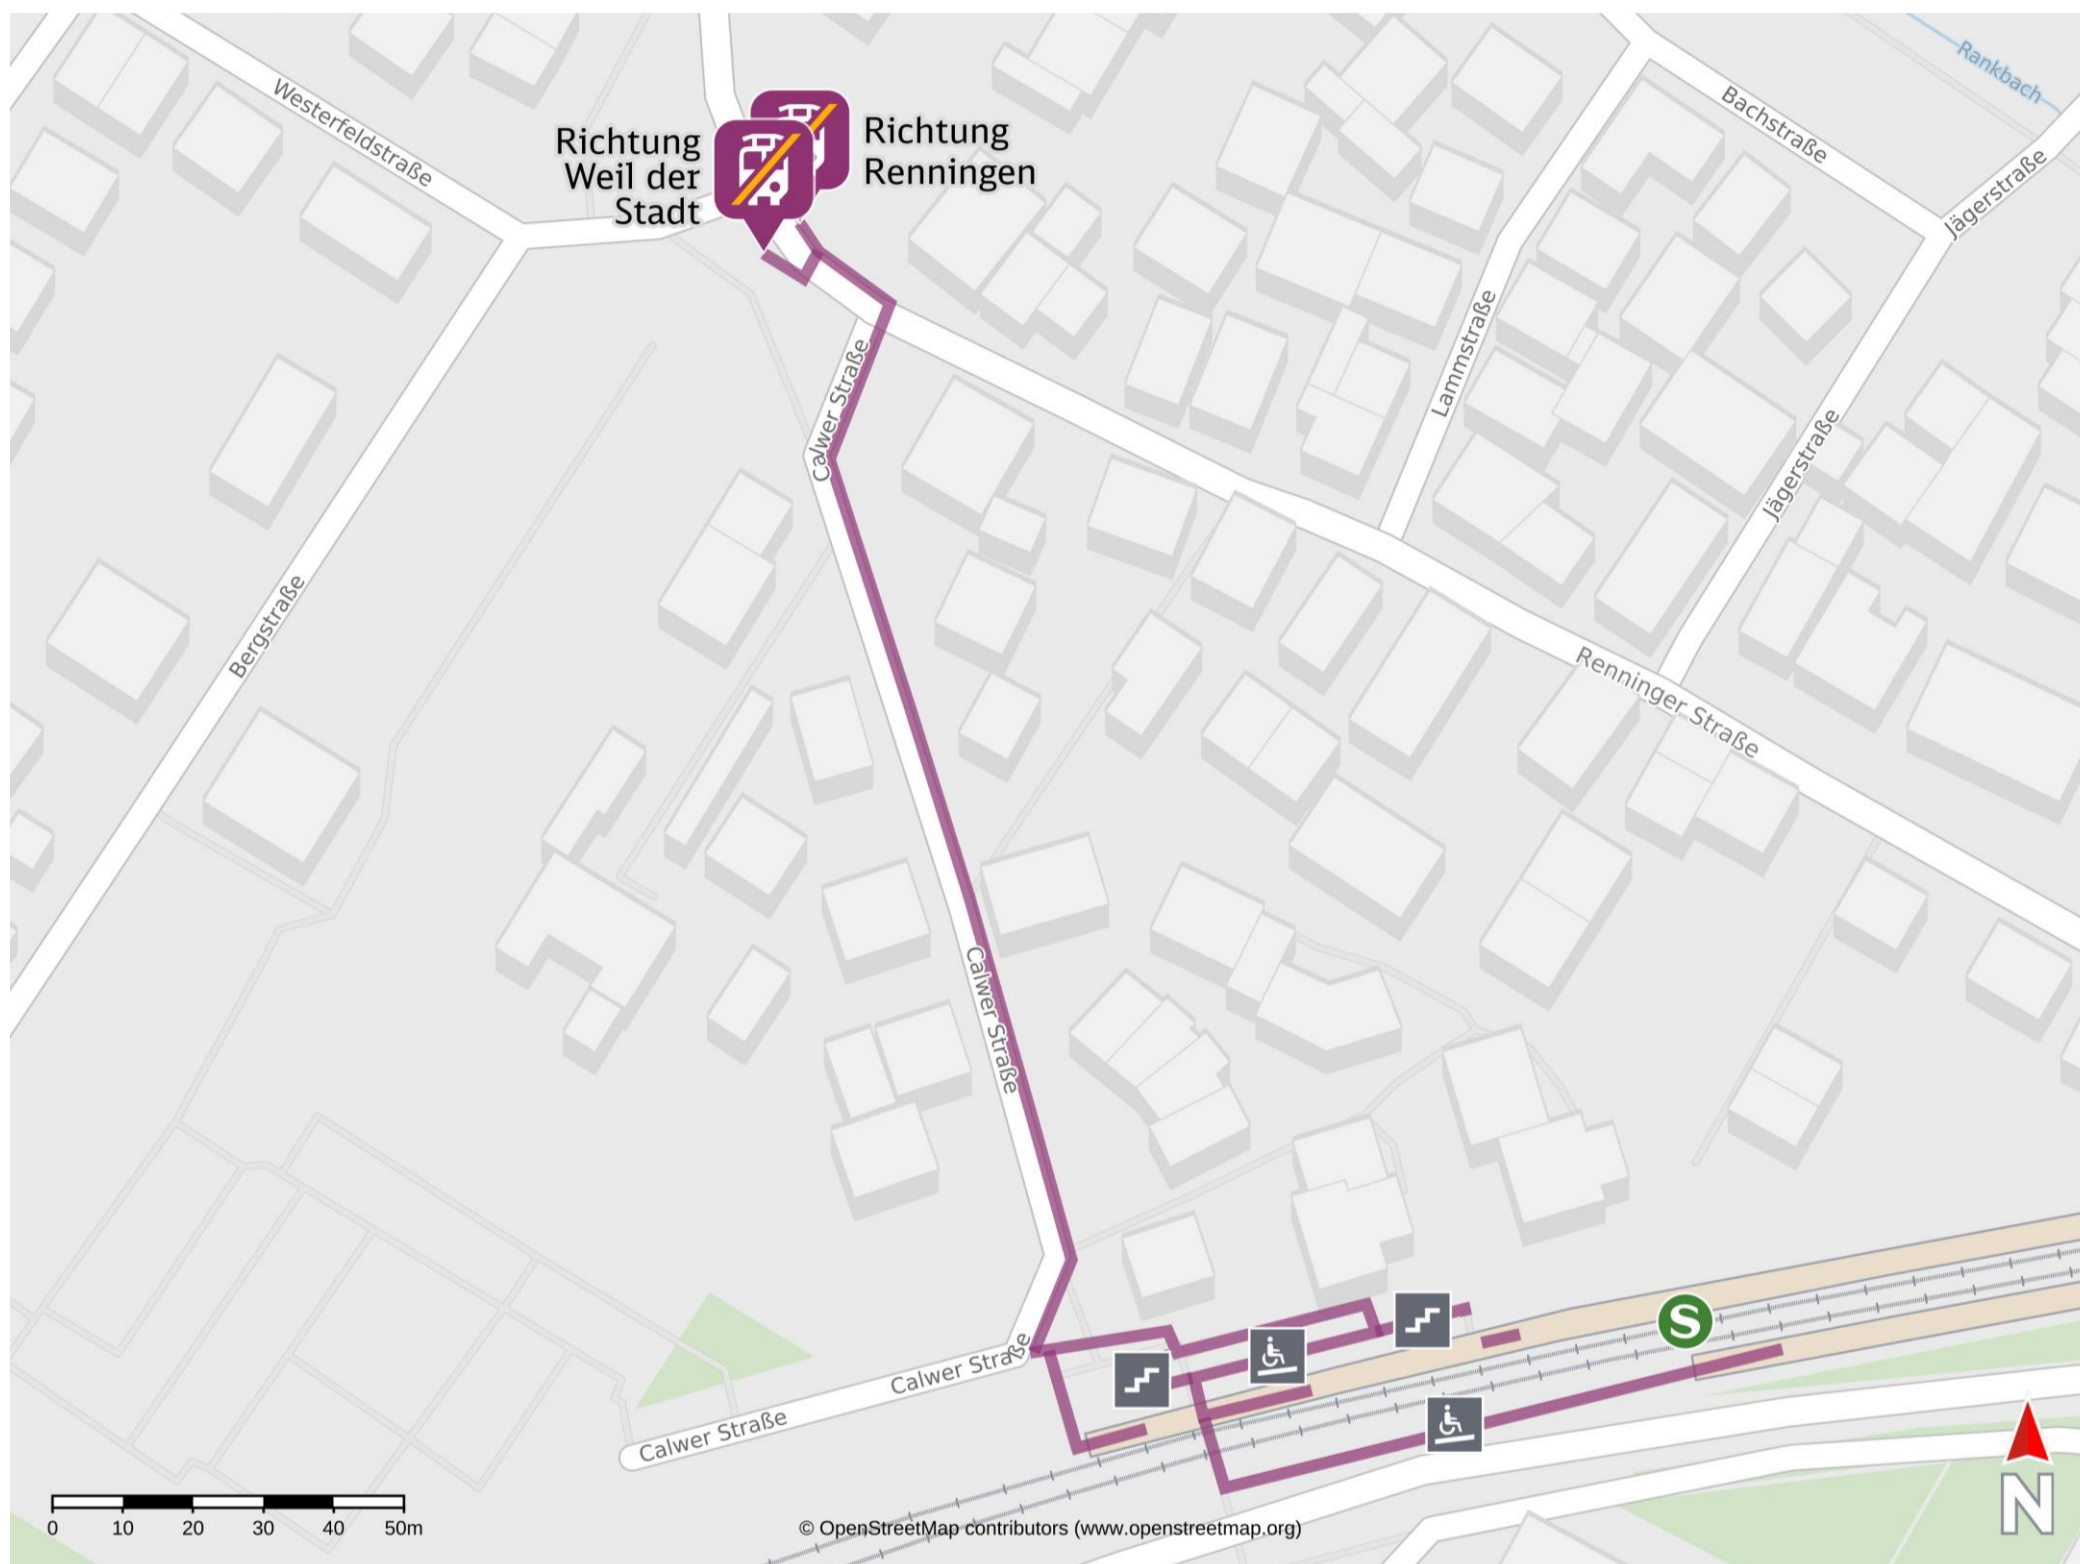 Rankbach
Westerfeldstraße
Bachstraße
Richtung
Weil der
Stadt
Richtung
Renningen
Jägerstraße
Lammstraße
Calwer Straße
Jägerstraße
Bergstraße
Renninger Straße
Calwer Straße
S
Calwer Straße
Calwer Straße
0 10 20 30 40 50m
© OpenStreetMap contributors (www.openstreetmap.org)
N